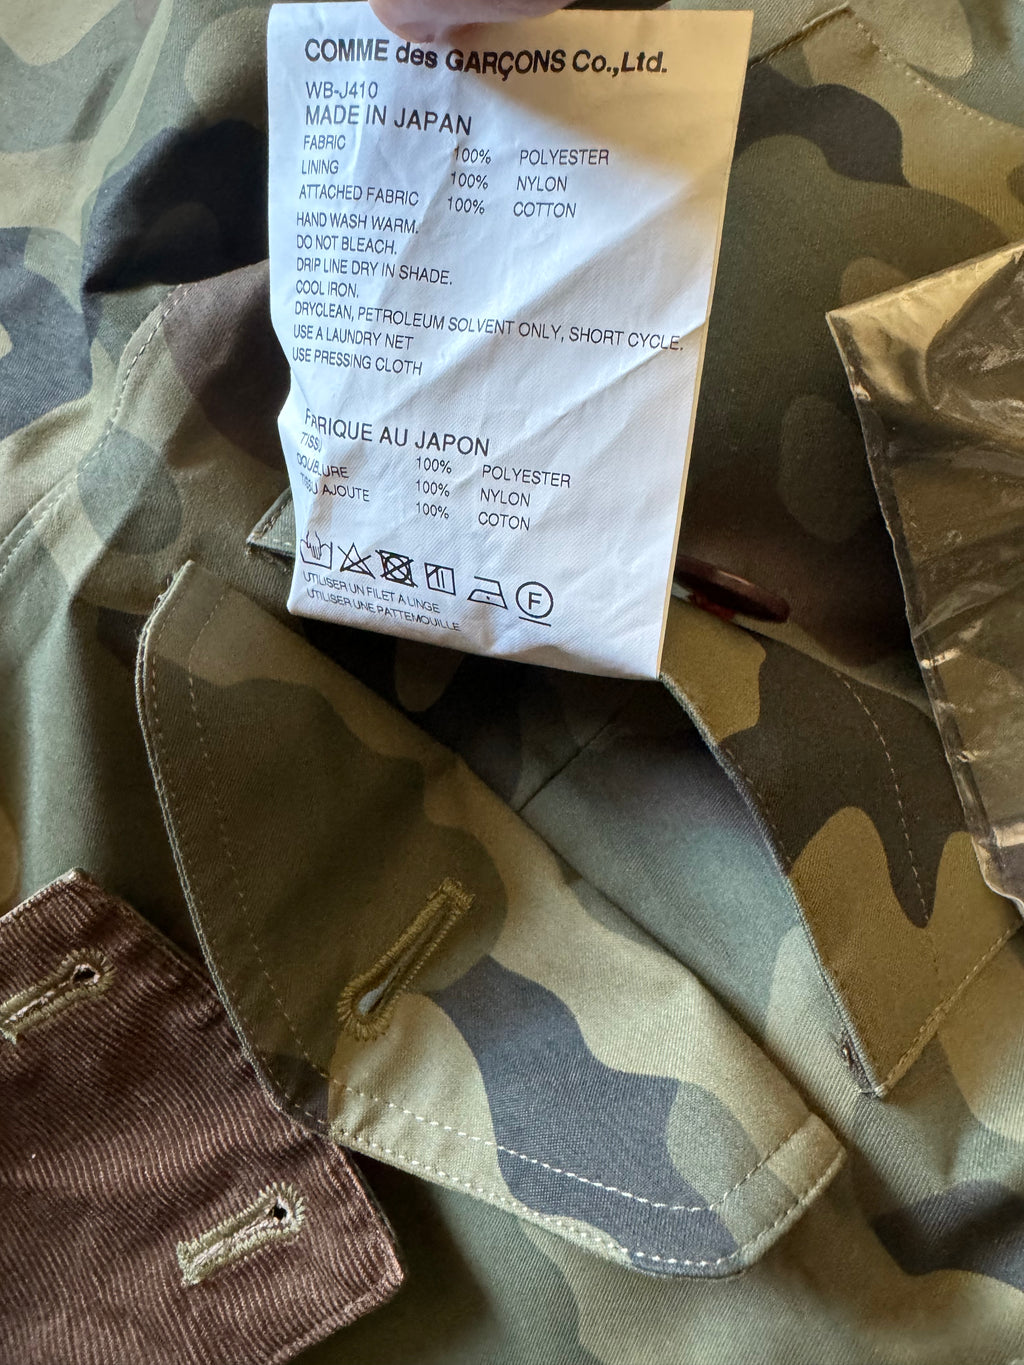 COMME des GARÇONS Co.,Ltd.
WB-J410
MADE IN JAPAN
FABRIC 100% POLYESTER
LINING 100% NYLON
ATTACHED FABRIC 100% COTTON
HAND WASH WARM.
DO NOT BLEACH.
DRIP LINE DRY IN SHADE.
COOL IRON.
DRYCLEAN, PETROLEUM SOLVENT ONLY, SHORT CYCLE.
USE A LAUNDRY NET
USE PRESSING CLOTH
FARIQUE AU JAPON
TISSU 100% POLYESTER
DOUBLURE 100% NYLON
TISSU AJOUTE 100% COTON
F
UTILISER UN FILET A LINGE
UTILISER UNE PATTEMOUILLE